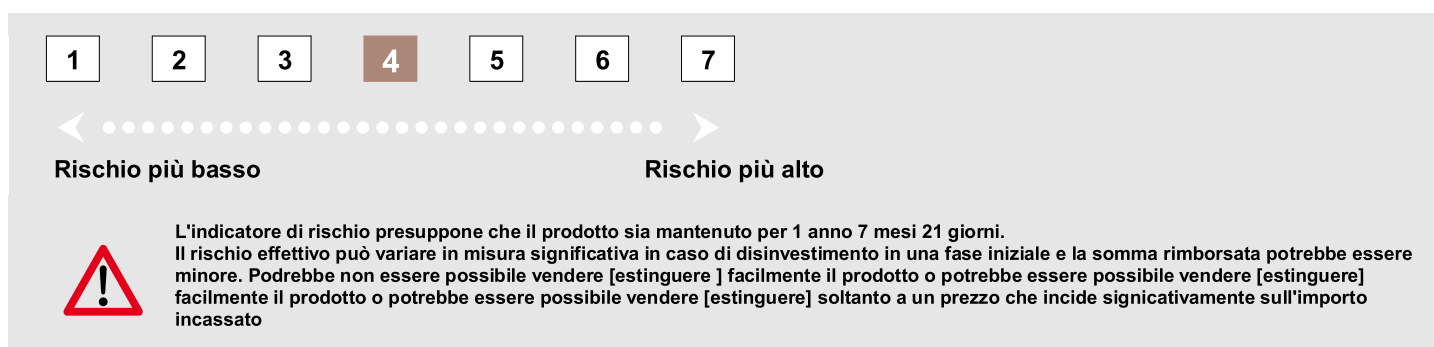 1 2 3 4 5 6 7
Rischio più basso Rischio più alto
L'indicatore di rischio presuppone che il prodotto sia mantenuto per 1 anno 7 mesi 21 giorni.
Il rischio effettivo può variare in misura significativa in caso di disinvestimento in una fase iniziale e la somma rimborsata potrebbe essere
minore. Podrebbe non essere possibile vendere [estinguere ] facilmente il prodotto o potrebbe essere possibile vendere [estinguere]
facilmente il prodotto o potrebbe essere possibile vendere [estinguere] soltanto a un prezzo che incide signicativamente sull'importo
incassato